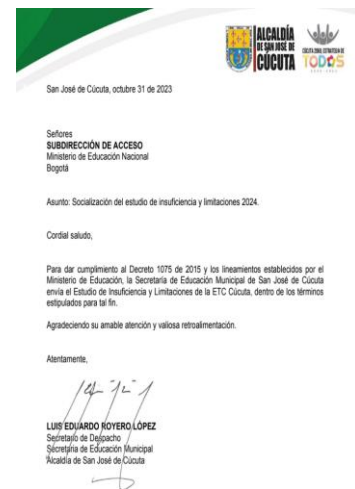 ALCALDÍA
DE SAN JOSÉ DE
CÚCUTA
TODOS
San José de Cúcuta, octubre 31 de 2023
Señores
SUBDIRECCIÓN DE ACCESO
Ministerio de Educación Nacional
Bogotá
Asunto: Socialización del estudio de insuficiencia y limitaciones 2024.
Cordial saludo,
Para dar cumplimiento al Decreto 1075 de 2015 y los lineamientos establecidos por el
Ministerio de Educación, la Secretaría de Educación Municipal de San José de Cúcuta
envía el Estudio de Insuficiencia y Limitaciones de la ETC Cúcuta, dentro de los términos
estipulados para tal fin.
Agradeciendo su amable atención y valiosa retroalimentación.
Atentamente,
LUIS EDUARDO ROYERO LÓPEZ
Secretario de Despacho
Secretaría de Educación Municipal
Alcaldía de San José de Cúcuta